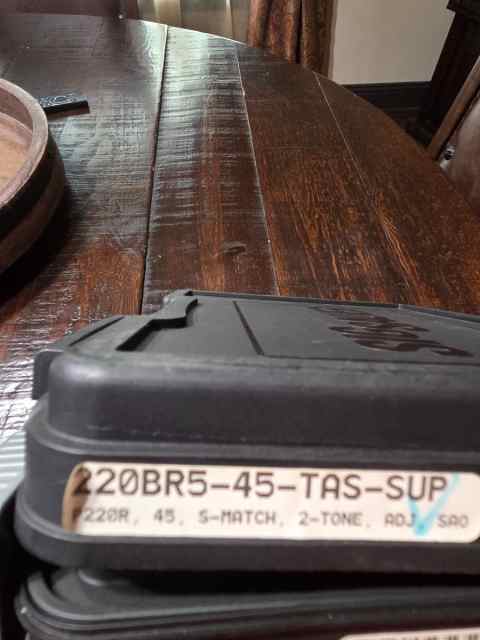 220BR5-45-TAS-SUP
P220R, 45, S-MATCH, 2-TONE, ADJ, SAO